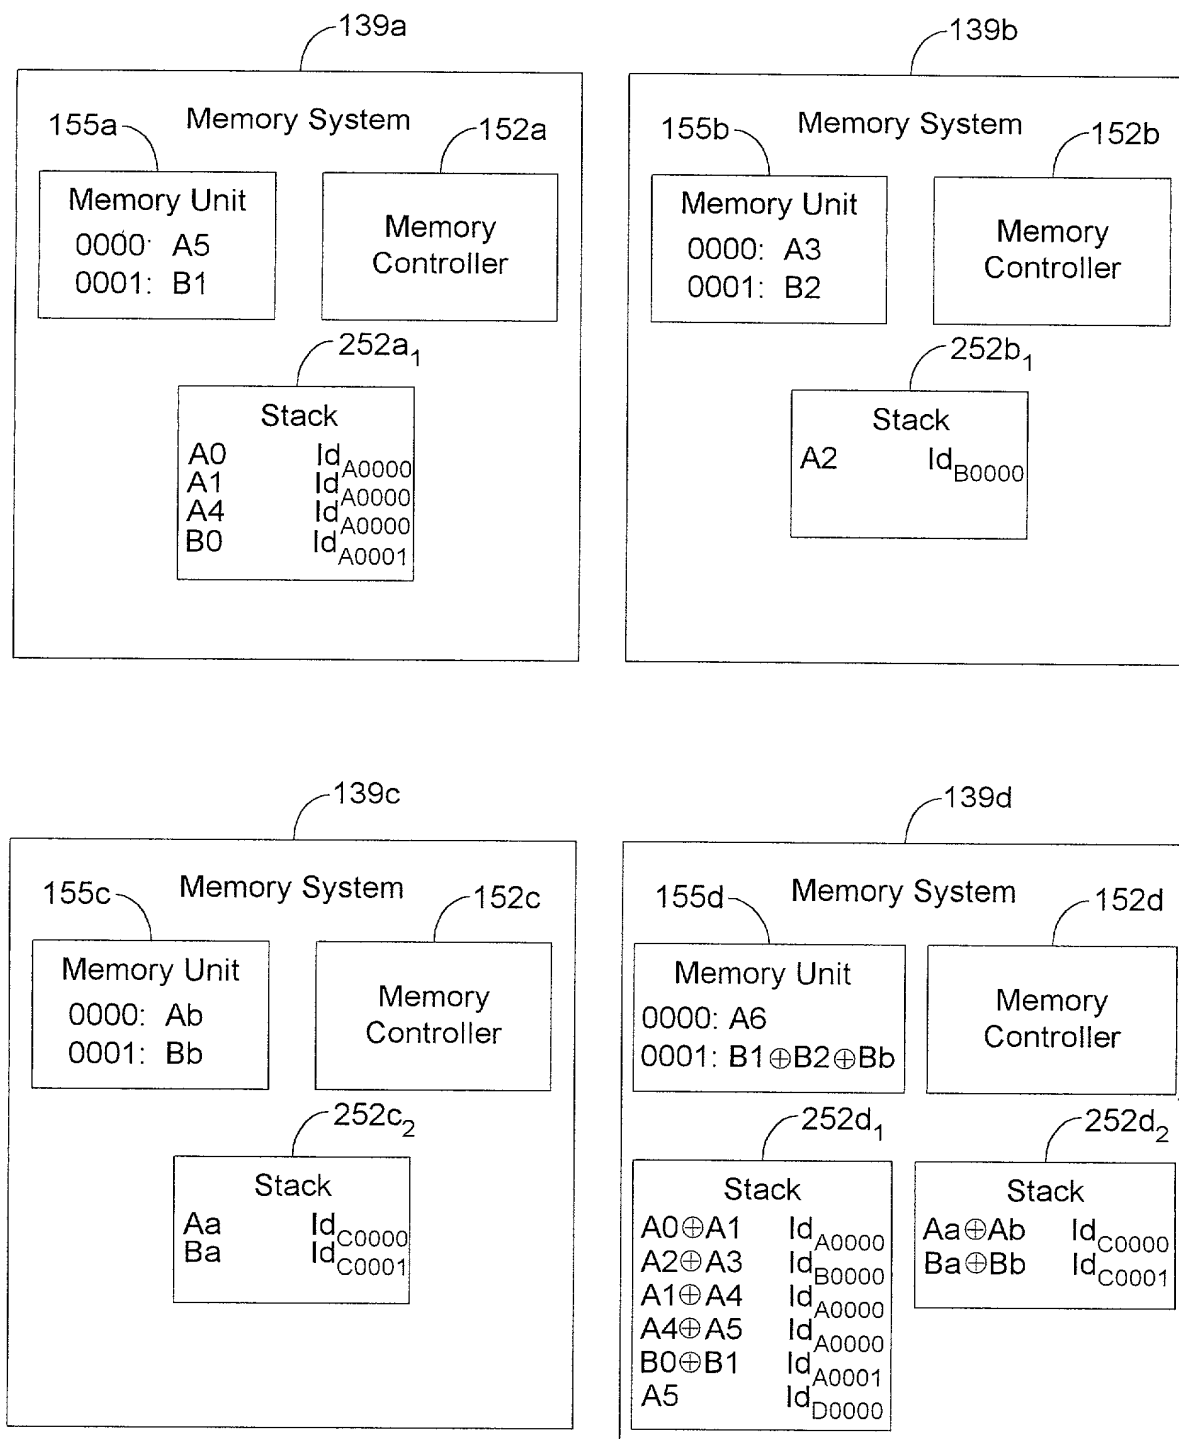 139a
Memory System
155a
152a
Memory Unit
0000: A5
0001: B1
Memory
Controller
252a1
Stack
A0 IdA0000
A1 IdA0000
A4 IdA0000
B0 IdA0001
139b
Memory System
155b
152b
Memory Unit
0000: A3
0001: B2
Memory
Controller
252b1
Stack
A2 IdB0000
139c
Memory System
155c
152c
Memory Unit
0000: Ab
0001: Bb
Memory
Controller
252c2
Stack
Aa IdC0000
Ba IdC0001
139d
Memory System
155d
152d
Memory Unit
0000: A6
0001: B1⊕B2⊕Bb
Memory
Controller
252d1
Stack
A0⊕A1 IdA0000
A2⊕A3 IdB0000
A1⊕A4 IdA0000
A4⊕A5 IdA0000
B0⊕B1 IdA0001
A5 IdD0000
252d2
Stack
Aa⊕Ab IdC0000
Ba⊕Bb IdC0001